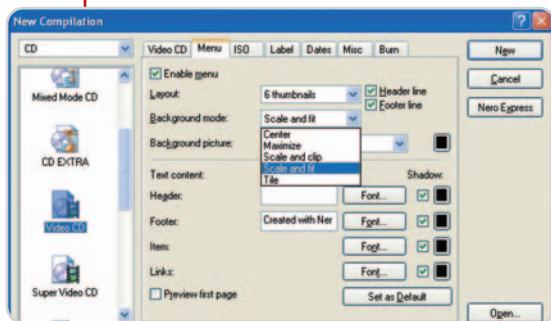 New Compilation
CD
Video CD Menu ISO Label Dates Misc Burn
New
Enable menu
Cancel
Layout: 6 thumbnails Header line
Footer line
Nero Express
Mixed Mode CD
Background mode: Scale and fit
Background picture:
Center
Maximize
Scale and clip
Scale and fit
Tile
CD EXTRA
Text content: Shadow:
Header: Font...
Video CD
Footer: Created with Ner Font...
Item: Font...
Links: Font...
Super Video CD
Preview first page Set as Default
Open...